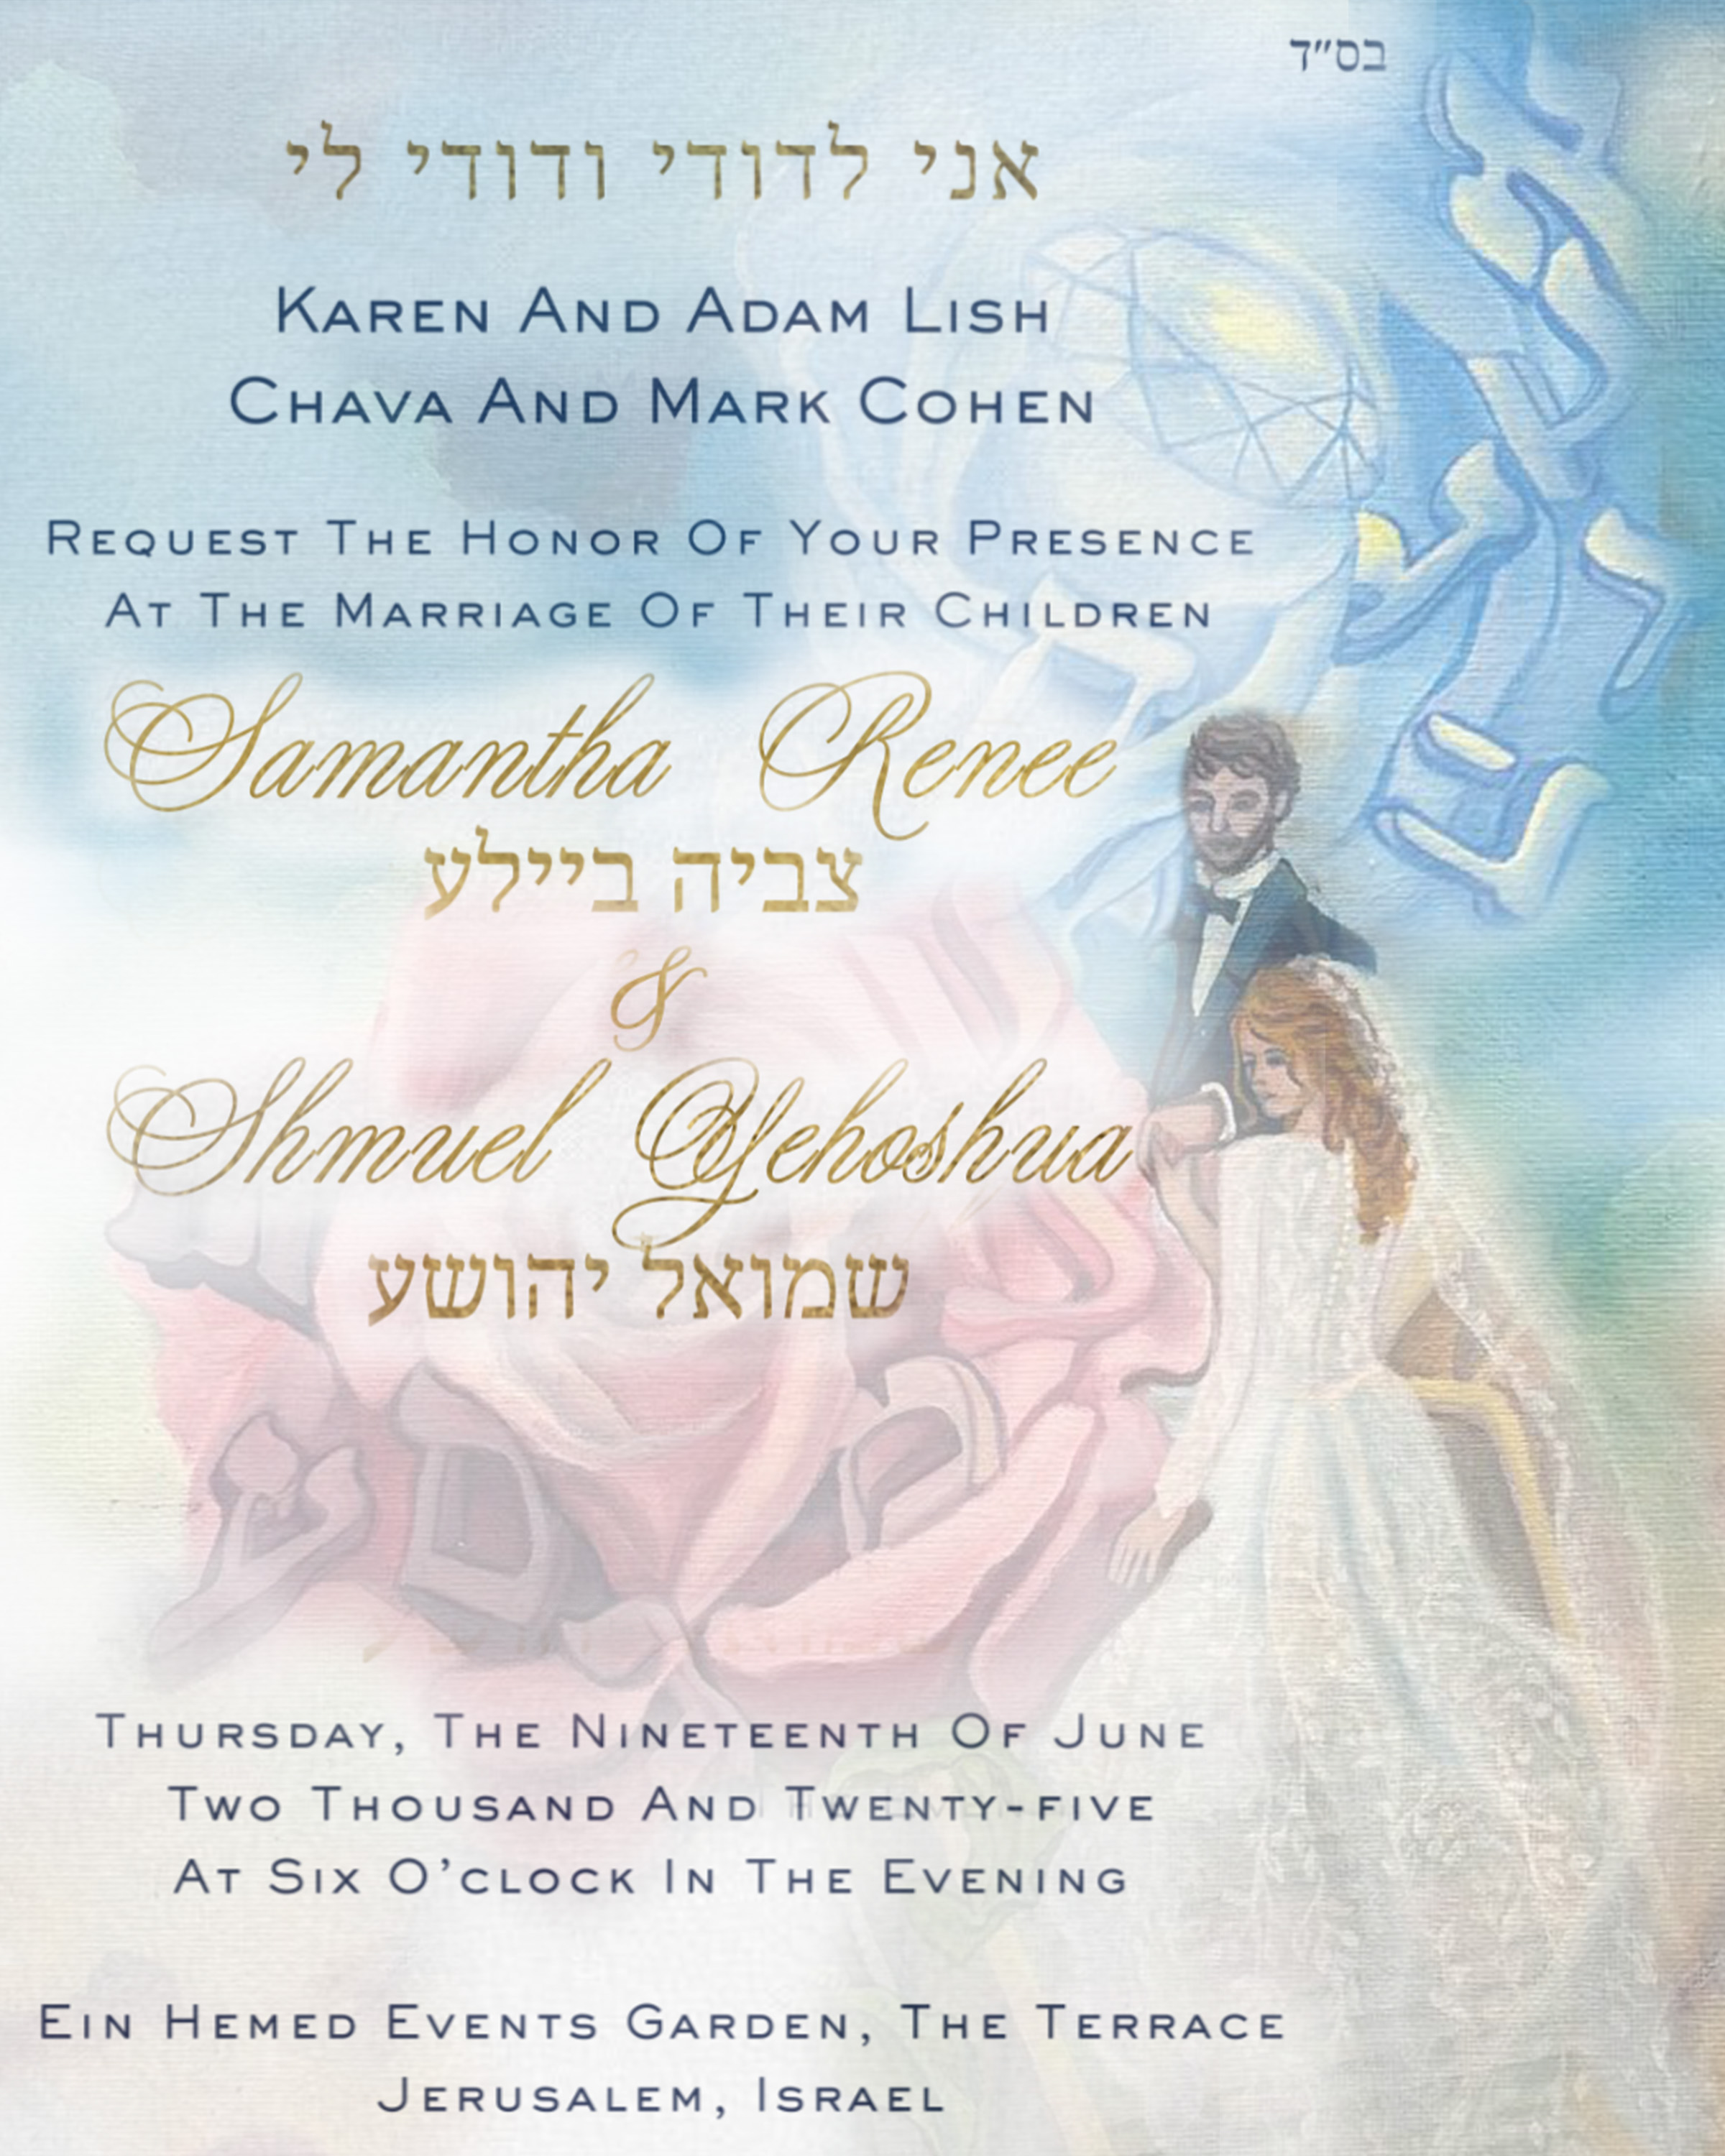 בס״ד
אני לדודי ודודי לי
Karen And Adam Lish
Chava And Mark Cohen
Request The Honor Of Your Presence
At The Marriage Of Their Children
Samantha Renee
צביה ביילע
&
Shmuel Yehoshua
שמואל יהושע
Thursday, The Nineteenth Of June
Two Thousand And Twenty-five
At Six O’clock In The Evening
Ein Hemed Events Garden, The Terrace
Jerusalem, Israel